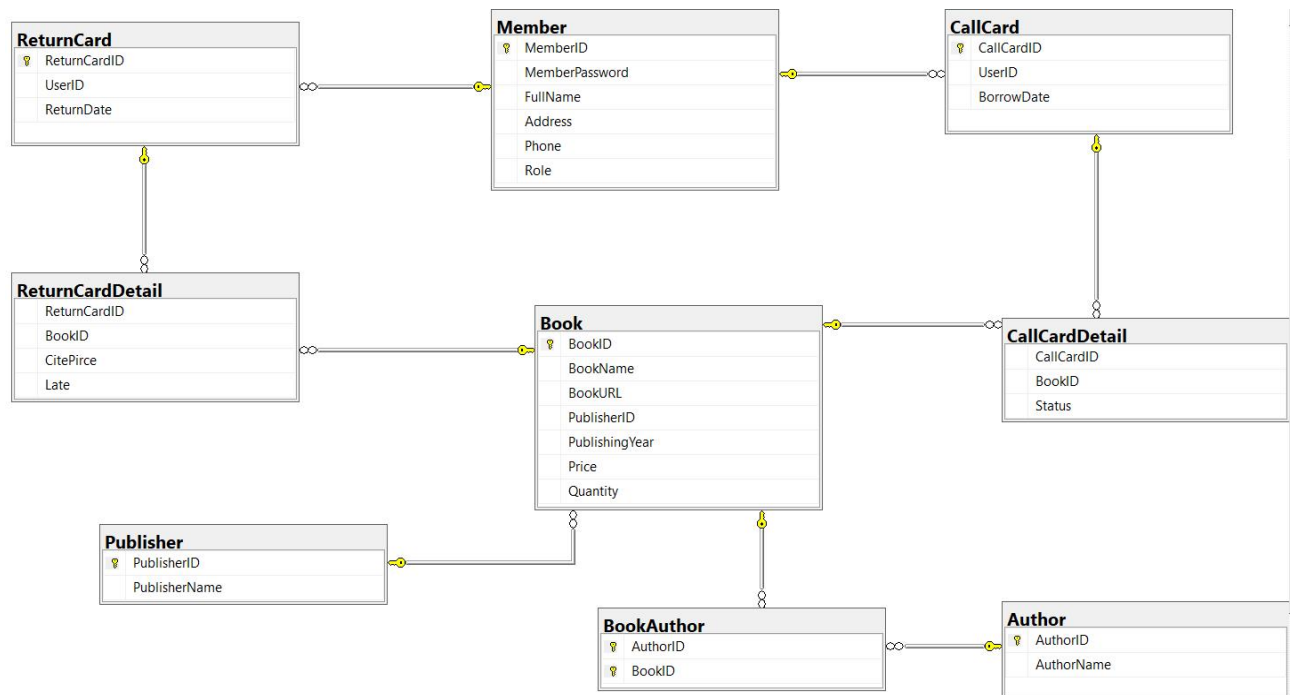 ReturnCard
ReturnCardID
UserID
ReturnDate
Member
MemberID
MemberPassword
FullName
Address
Phone
Role
CallCard
CallCardID
UserID
BorrowDate
ReturnCardDetail
ReturnCardID
BookID
CitePirce
Late
Book
BookID
BookName
BookURL
PublisherID
PublishingYear
Price
Quantity
CallCardDetail
CallCardID
BookID
Status
Publisher
PublisherID
PublisherName
BookAuthor
AuthorID
BookID
Author
AuthorID
AuthorName